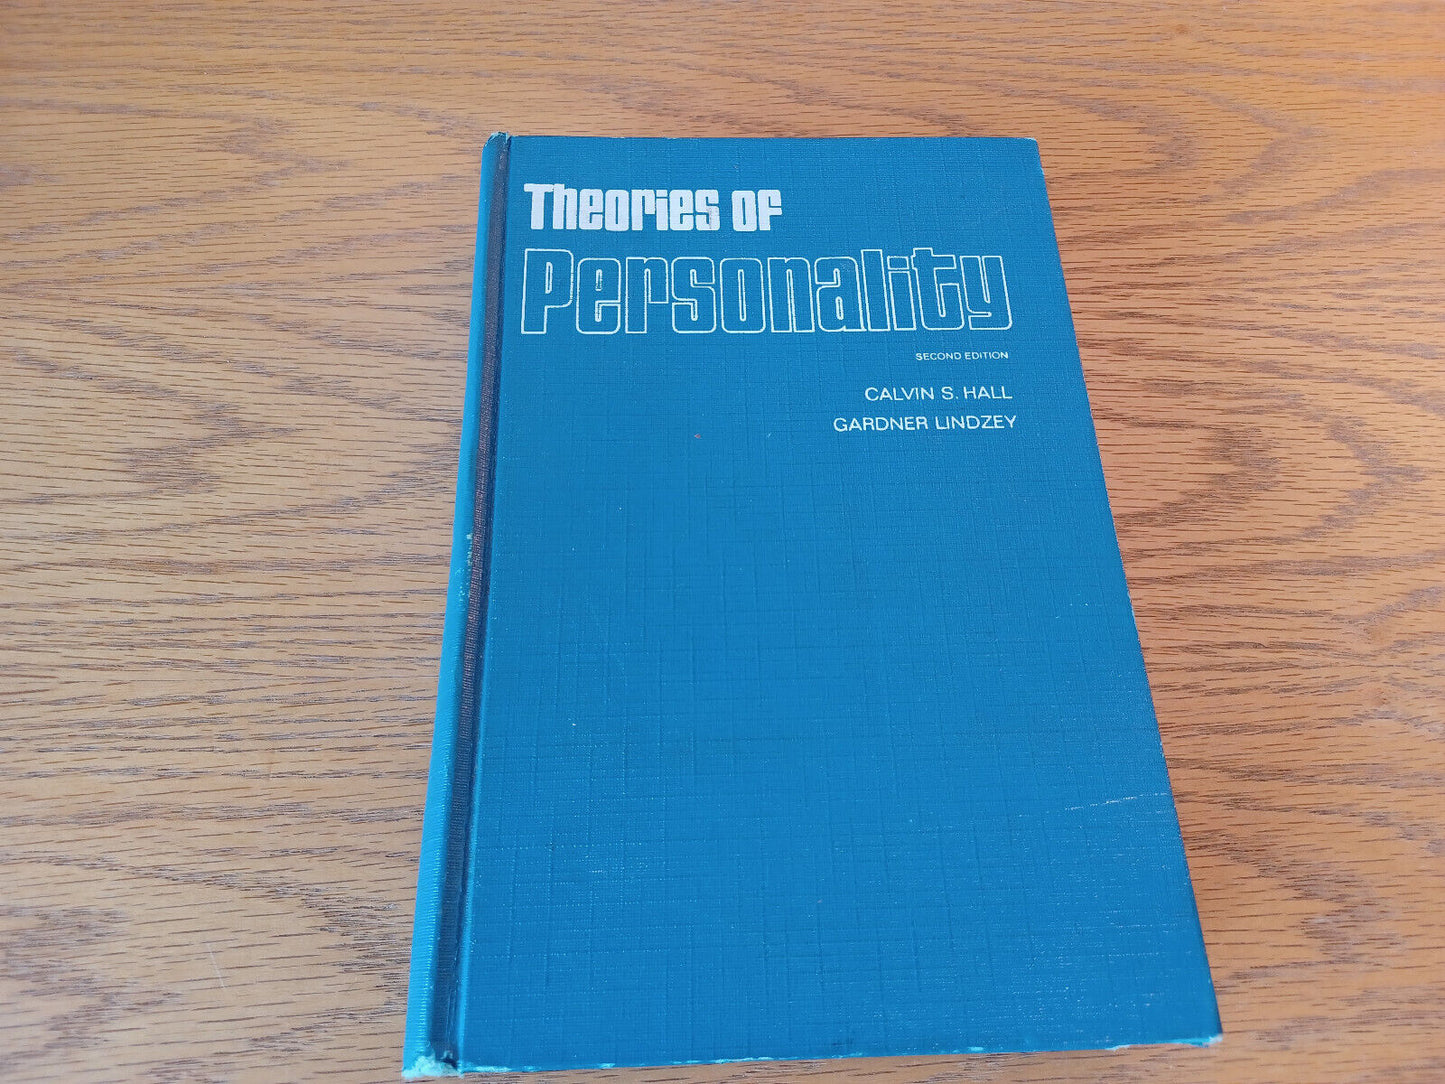 Theories of
Personality
SECOND EDITION
CALVIN S. HALL
GARDNER LINDZEY